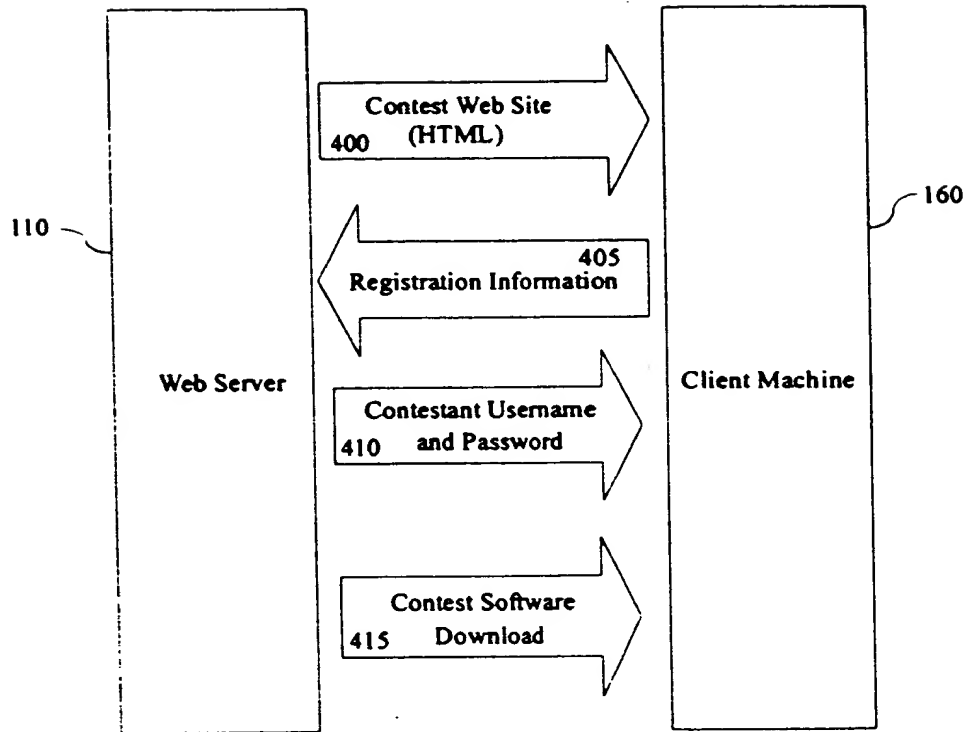 Contest Web Site
(HTML)
400
110
160
405
Registration Information
Web Server
Client Machine
Contestant Username
and Password
410
Contest Software
Download
415